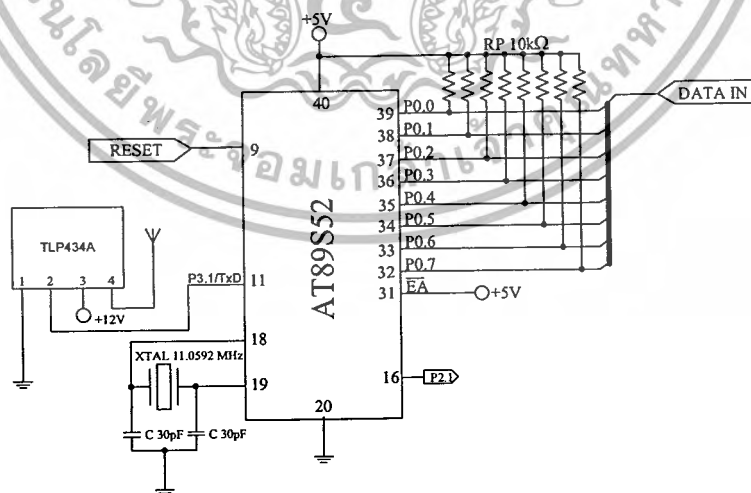 +5V
RP 10kΩ
DATA IN
40
39 P0.0
38 P0.1
37 P0.2
36 P0.3
35 P0.4
34 P0.5
33 P0.6
32 P0.7
31 EA
+5V
RESET
9
AT89S52
TLP434A
1 2 3 4
+12V
P3.1/TxD 11
18
XTAL 11.0592 MHz
19
C 30pF C 30pF
20
16 P2.1